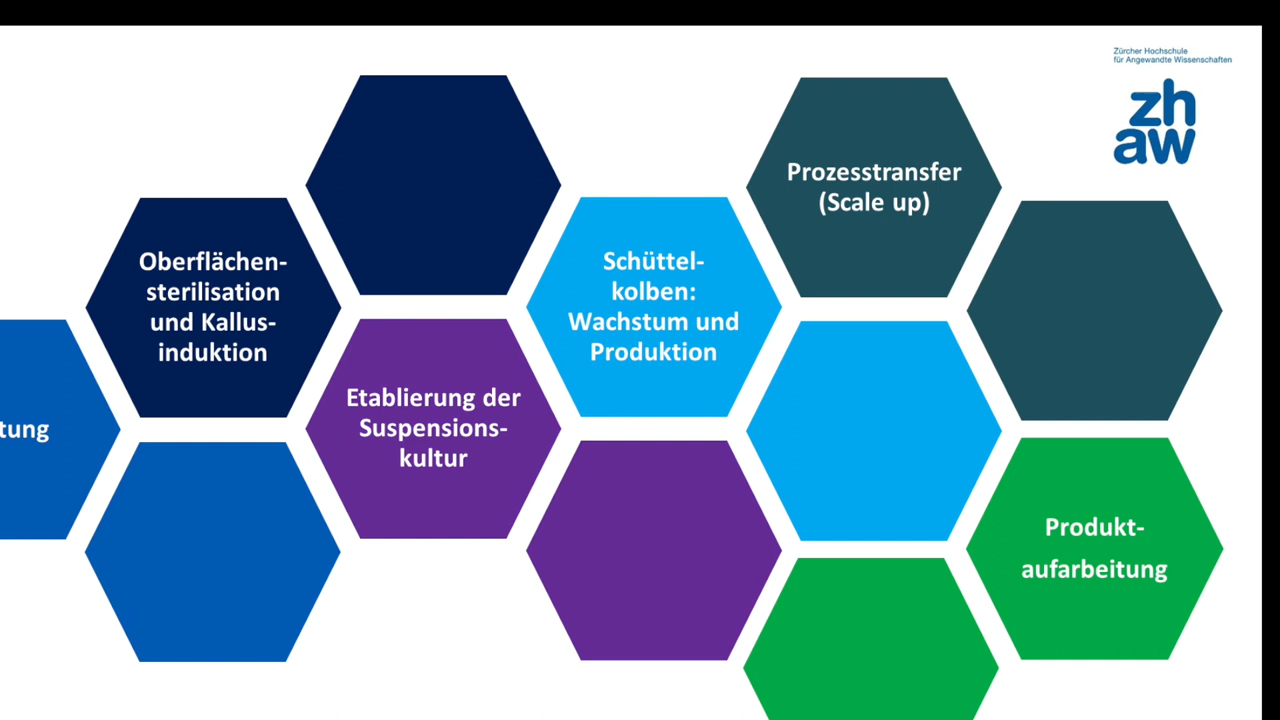 Zürcher Hochschule
für Angewandte Wissenschaften
zh
aw
Prozesstransfer
(Scale up)
Oberflächen-
sterilisation
und Kallus-
induktion
Schüttel-
kolben:
Wachstum und
Produktion
Etablierung der
Suspensions-
kultur
tung
Produkt-
aufarbeitung